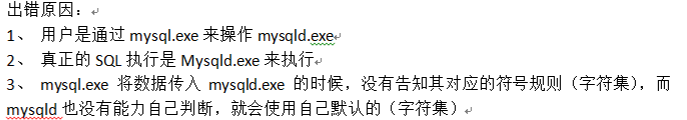 出错原因：
1、 用户是通过 mysql.exe 来操作 mysqld.exe
2、 真正的 SQL 执行是 Mysqld.exe 来执行
3、 mysql.exe 将数据传入 mysqld.exe 的时候，没有告知其对应的符号规则（字符集），而
mysqld 也没有能力自己判断，就会使用自己默认的（字符集）